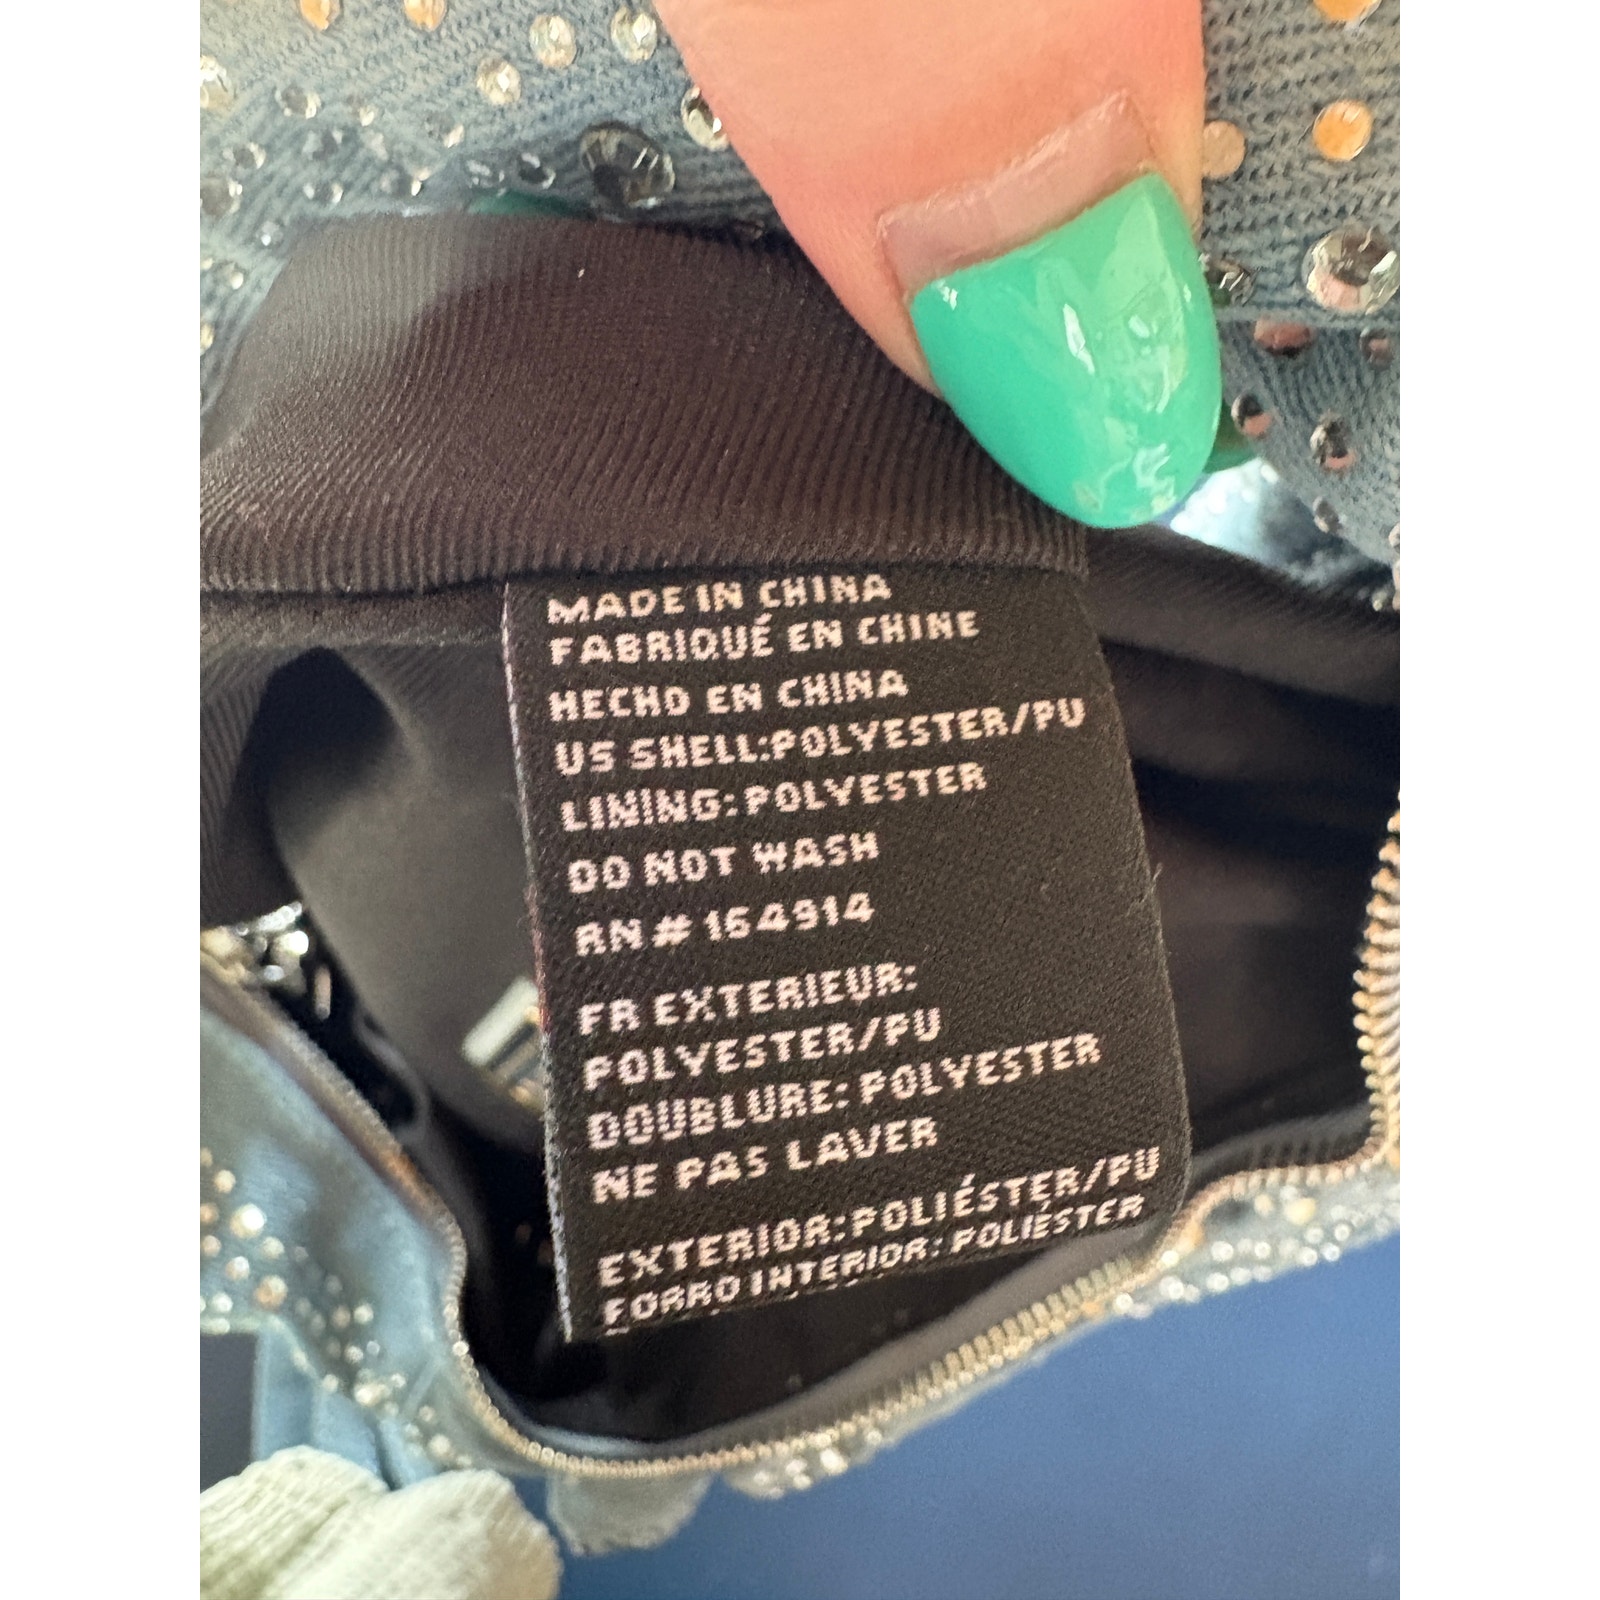 MADE IN CHINA
FABRIQUÉ EN CHINE
HECHO EN CHINA
US SHELL:POLYESTER/PU
LINING:POLYESTER
DO NOT WASH
RN # 164914
FR EXTERIEUR:
POLYESTER/PU
DOUBLURE: POLYESTER
NE PAS LAVER
EXTERIOR:POLIÉSTER/PU
FORRO INTERIOR: POLIÉSTER